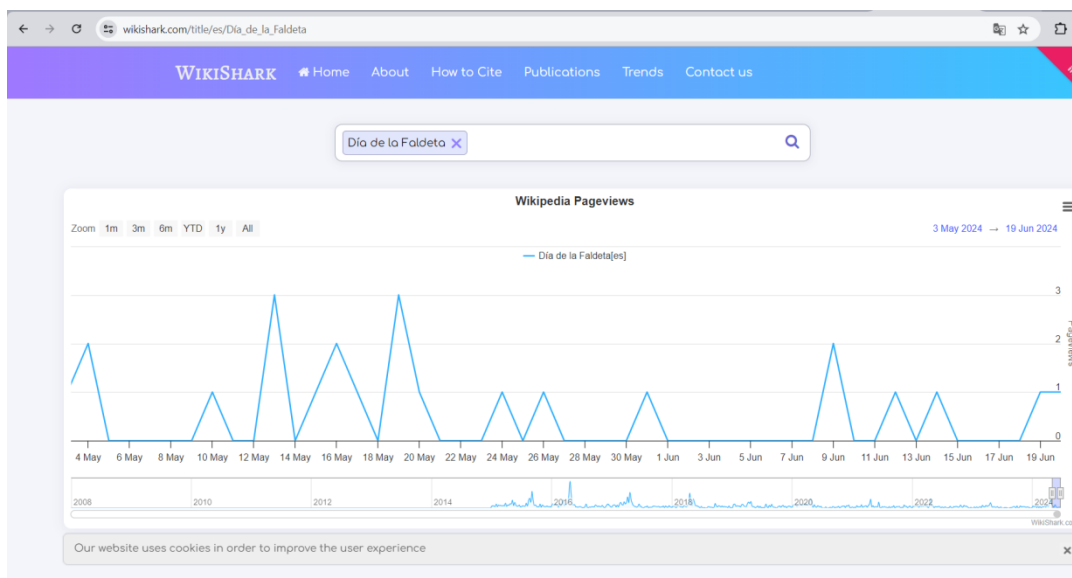 wikishark.com/title/es/Día_de_la_Faldeta
WIKISHARK Home About How to Cite Publications Trends Contact us
Día de la Faldeta
Wikipedia Pageviews
Zoom 1m 3m 6m YTD 1y All 3 May 2024 → 19 Jun 2024
Día de la Faldeta[es]
3
2
1
0
Pageviews
4 May 6 May 8 May 10 May 12 May 14 May 16 May 18 May 20 May 22 May 24 May 26 May 28 May 30 May 1 Jun 3 Jun 5 Jun 7 Jun 9 Jun 11 Jun 13 Jun 15 Jun 17 Jun 19 Jun
2008 2010 2012 2014 2016 2018 2020 2022 2024
WikiShark.co
Our website uses cookies in order to improve the user experience